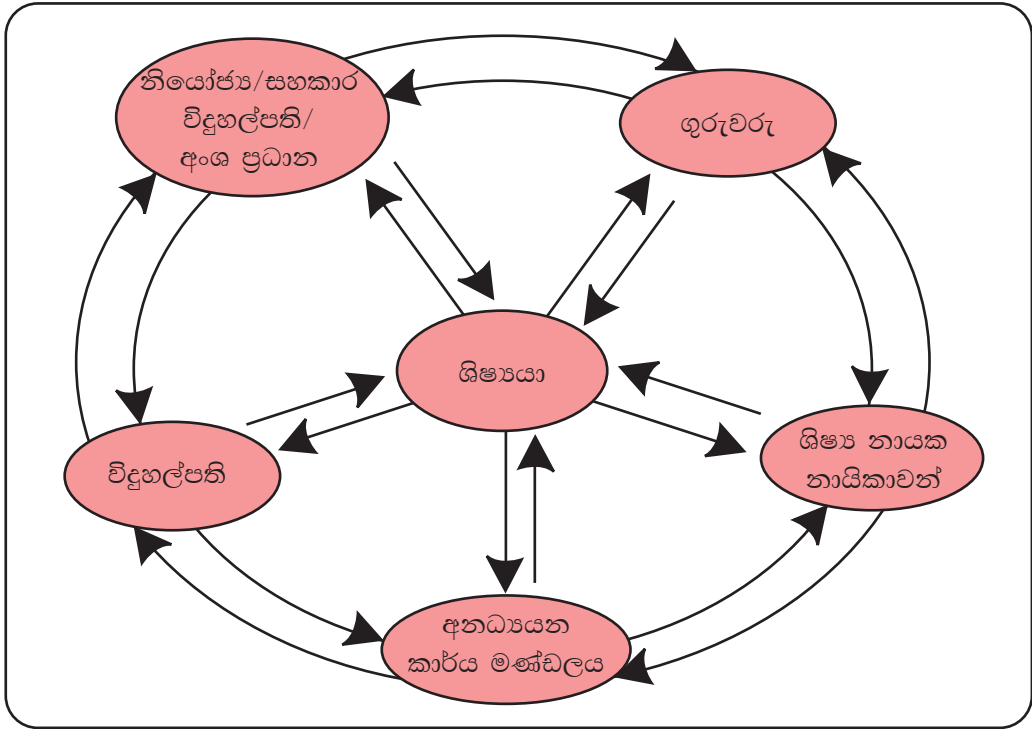 නියෝජ්‍ය/සහකාර
විදුහල්පති/
අංශ ප්‍රධාන
ගුරුවරු
ශිෂ්‍යයා
ශිෂ්‍ය නායක
නායිකාවන්
විදුහල්පති
අනධ්‍යයන
කාර්ය මණ්ඩලය